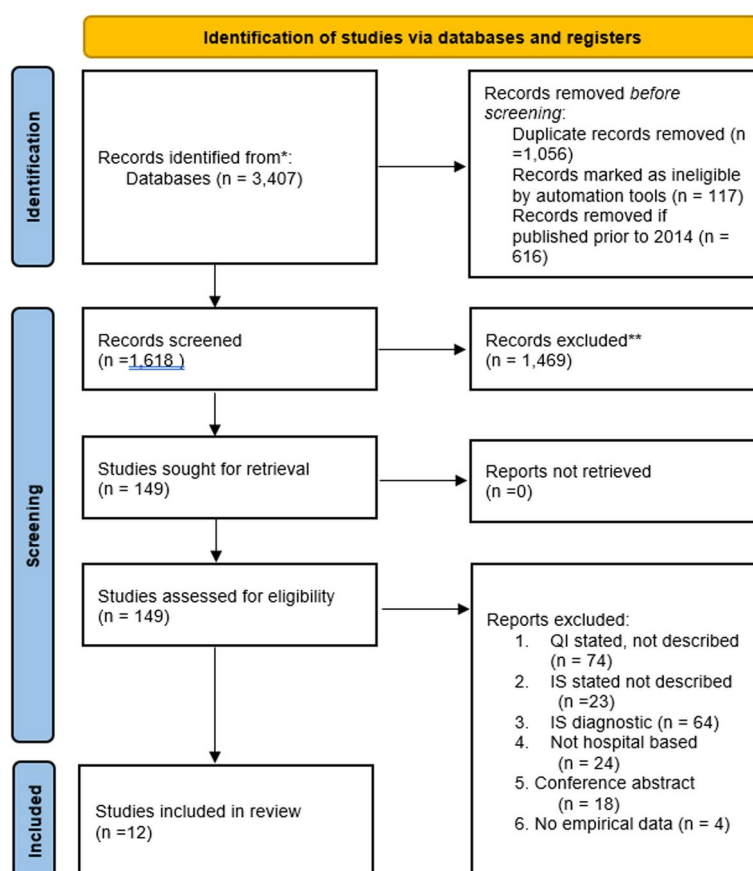 Identification of studies via databases and registers
Identification
Records identified from*:
Databases (n = 3,407)
Records removed before
screening:
Duplicate records removed (n
=1,056)
Records marked as ineligible
by automation tools (n = 117)
Records removed if
published prior to 2014 (n =
616)
Screening
Records screened
(n =1,618 )
Records excluded**
(n = 1,469)
Studies sought for retrieval
(n = 149)
Reports not retrieved
(n =0)
Studies assessed for eligibility
(n = 149)
Reports excluded:
1. QI stated, not described
(n = 74)
2. IS stated not described
(n =23)
3. IS diagnostic (n = 64)
4. Not hospital based
(n = 24)
5. Conference abstract
(n = 18)
6. No empirical data (n = 4)
Included
Studies included in review
(n =12)